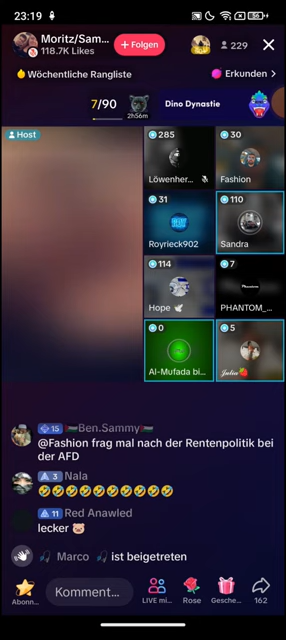 23:19
56
Moritz/Sam...
118.7K Likes
+ Folgen
229
Wöchentliche Rangliste
Erkunden >
7/90
2h56m
Dino Dynastie
Host
285
Löwenher...
30
Fashion
31
Royrieck902
110
Sandra
114
Hope 🕊
7
PHANTOM_...
0
Al-Mufada bi...
5
Julia🍓
15 🇵🇸Ben.Sammy🇵🇸
@Fashion frag mal nach der Rentenpolitik bei
der AFD
3 Nala
🤣🤣🤣🤣🤣🤣🤣🤣🤣🤣
11 Red Anawled
lecker 🐷
🎣 Marco 🎣 ist beigetreten
Abonn...
Komment...
LIVE mi...
Rose
Gesche...
162